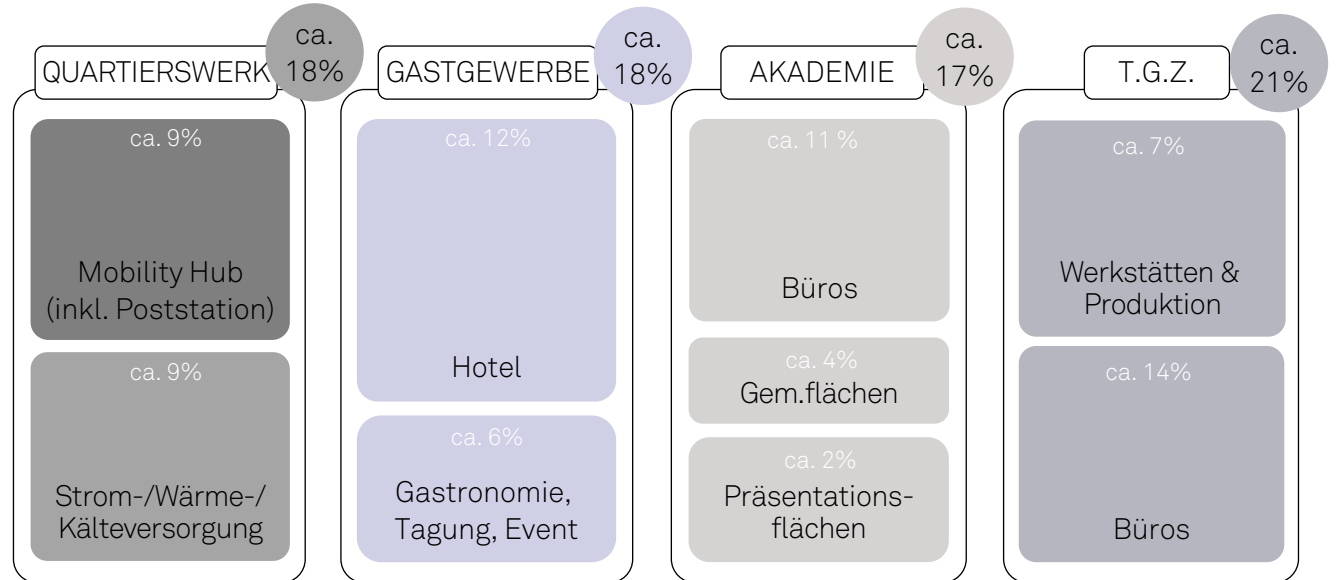 QUARTIERSWERK
ca.
18%
ca. 9%
Mobility Hub
(inkl. Poststation)
ca. 9%
Strom-/Wärme-/
Kälteversorgung
GASTGEWERBE
ca.
18%
ca. 12%
Hotel
ca. 6%
Gastronomie,
Tagung, Event
AKADEMIE
ca.
17%
ca. 11 %
Büros
ca. 4%
Gem.flächen
ca. 2%
Präsentations-
flächen
T.G.Z.
ca.
21%
ca. 7%
Werkstätten &
Produktion
ca. 14%
Büros